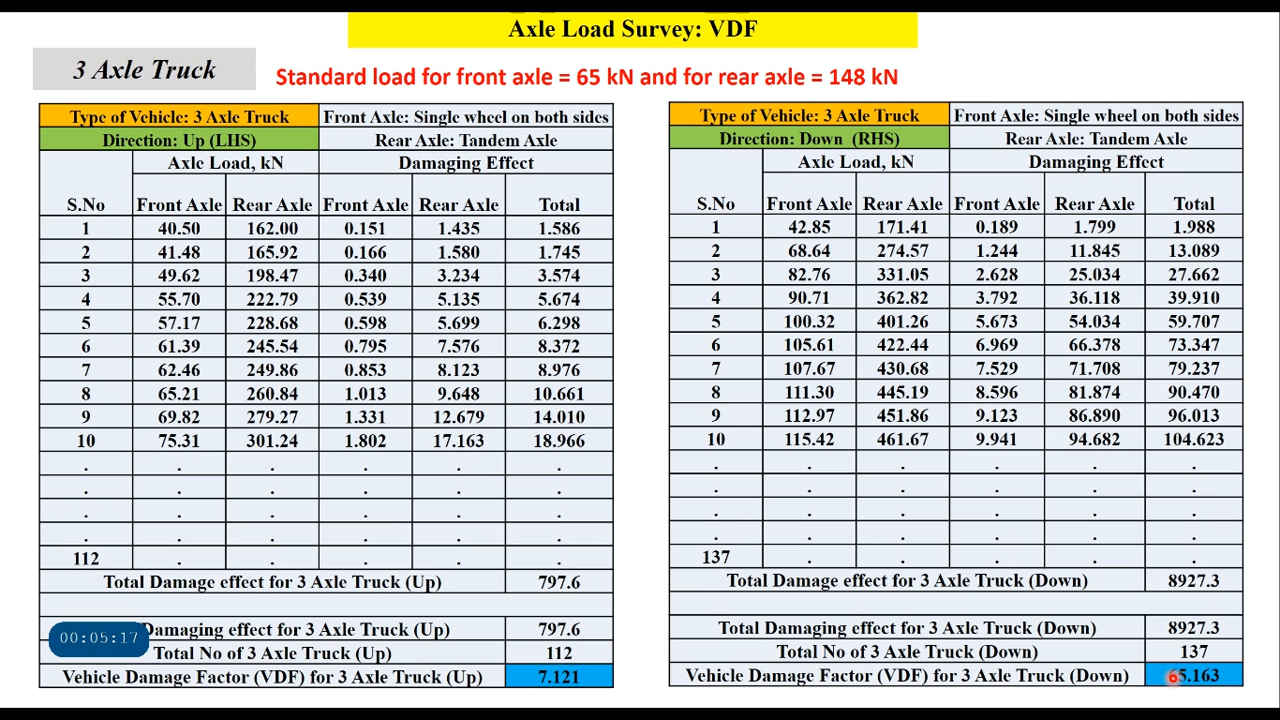 Axle Load Survey: VDF
3 Axle Truck
Standard load for front axle = 65 kN and for rear axle = 148 kN
Type of Vehicle: 3 Axle Truck Front Axle: Single wheel on both sides
Direction: Up (LHS) Rear Axle: Tandem Axle
Axle Load, kN Damaging Effect
S.No Front Axle Rear Axle Front Axle Rear Axle Total
1 40.50 162.00 0.151 1.435 1.586
2 41.48 165.92 0.166 1.580 1.745
3 49.62 198.47 0.340 3.234 3.574
4 55.70 222.79 0.539 5.135 5.674
5 57.17 228.68 0.598 5.699 6.298
6 61.39 245.54 0.795 7.576 8.372
7 62.46 249.86 0.853 8.123 8.976
8 65.21 260.84 1.013 9.648 10.661
9 69.82 279.27 1.331 12.679 14.010
10 75.31 301.24 1.802 17.163 18.966
. . . . . .
. . . . . .
. . . . . .
. . . . . .
112 . . . . .
Total Damage effect for 3 Axle Truck (Up) 797.6
Damaging effect for 3 Axle Truck (Up) 797.6
00:05:17
Total No of 3 Axle Truck (Up) 112
Vehicle Damage Factor (VDF) for 3 Axle Truck (Up) 7.121
Type of Vehicle: 3 Axle Truck Front Axle: Single wheel on both sides
Direction: Down (RHS) Rear Axle: Tandem Axle
Axle Load, kN Damaging Effect
S.No Front Axle Rear Axle Front Axle Rear Axle Total
1 42.85 171.41 0.189 1.799 1.988
2 68.64 274.57 1.244 11.845 13.089
3 82.76 331.05 2.628 25.034 27.662
4 90.71 362.82 3.792 36.118 39.910
5 100.32 401.26 5.673 54.034 59.707
6 105.61 422.44 6.969 66.378 73.347
7 107.67 430.68 7.529 71.708 79.237
8 111.30 445.19 8.596 81.874 90.470
9 112.97 451.86 9.123 86.890 96.013
10 115.42 461.67 9.941 94.682 104.623
. . . . . .
. . . . . .
. . . . . .
. . . . . .
137 . . . . .
Total Damage effect for 3 Axle Truck (Down) 8927.3
Total Damaging effect for 3 Axle Truck (Down) 8927.3
Total No of 3 Axle Truck (Down) 137
Vehicle Damage Factor (VDF) for 3 Axle Truck (Down) 65.163